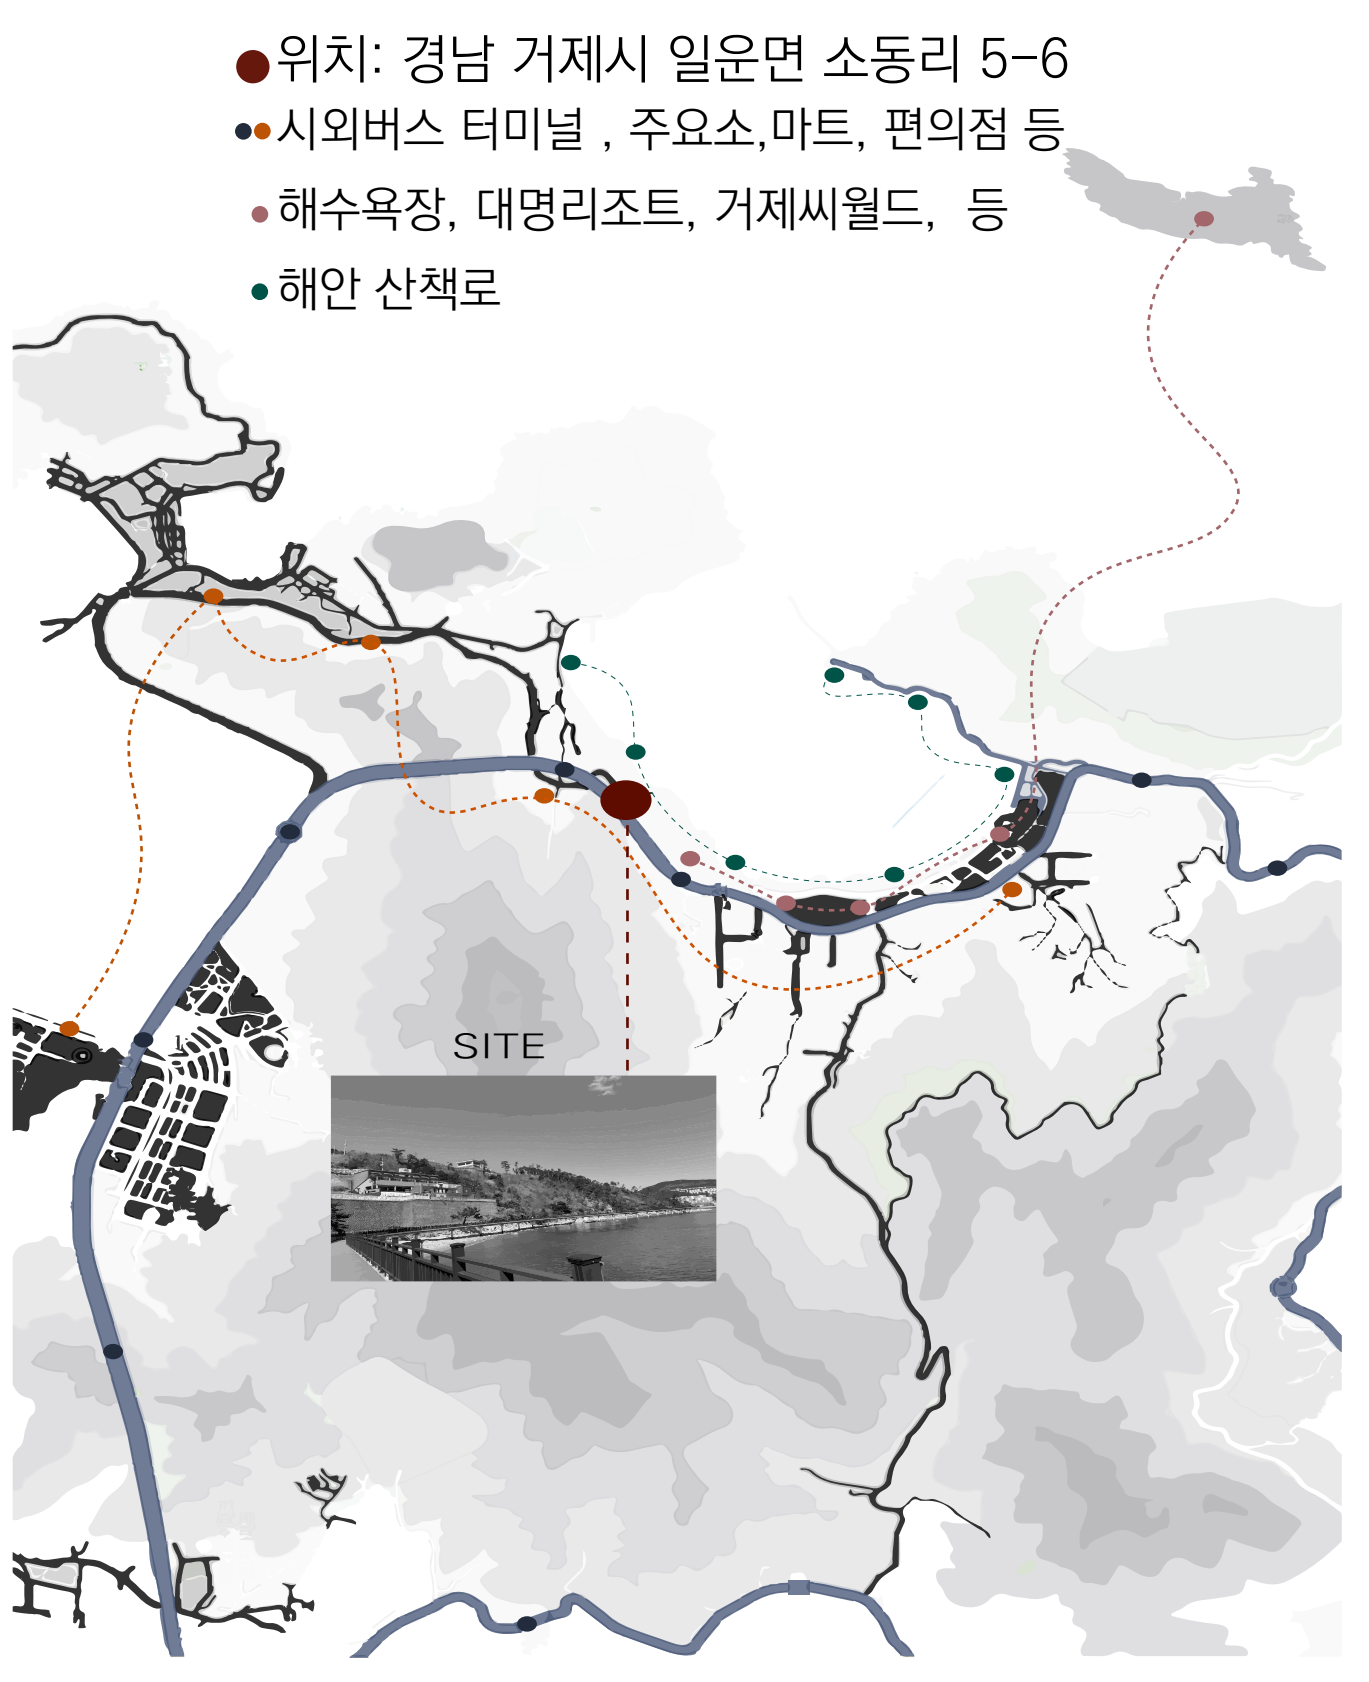 위치: 경남 거제시 일운면 소동리 5-6
시외버스 터미널 , 주요소,마트, 편의점 등
해수욕장, 대명리조트, 거제씨월드, 등
해안 산책로
SITE